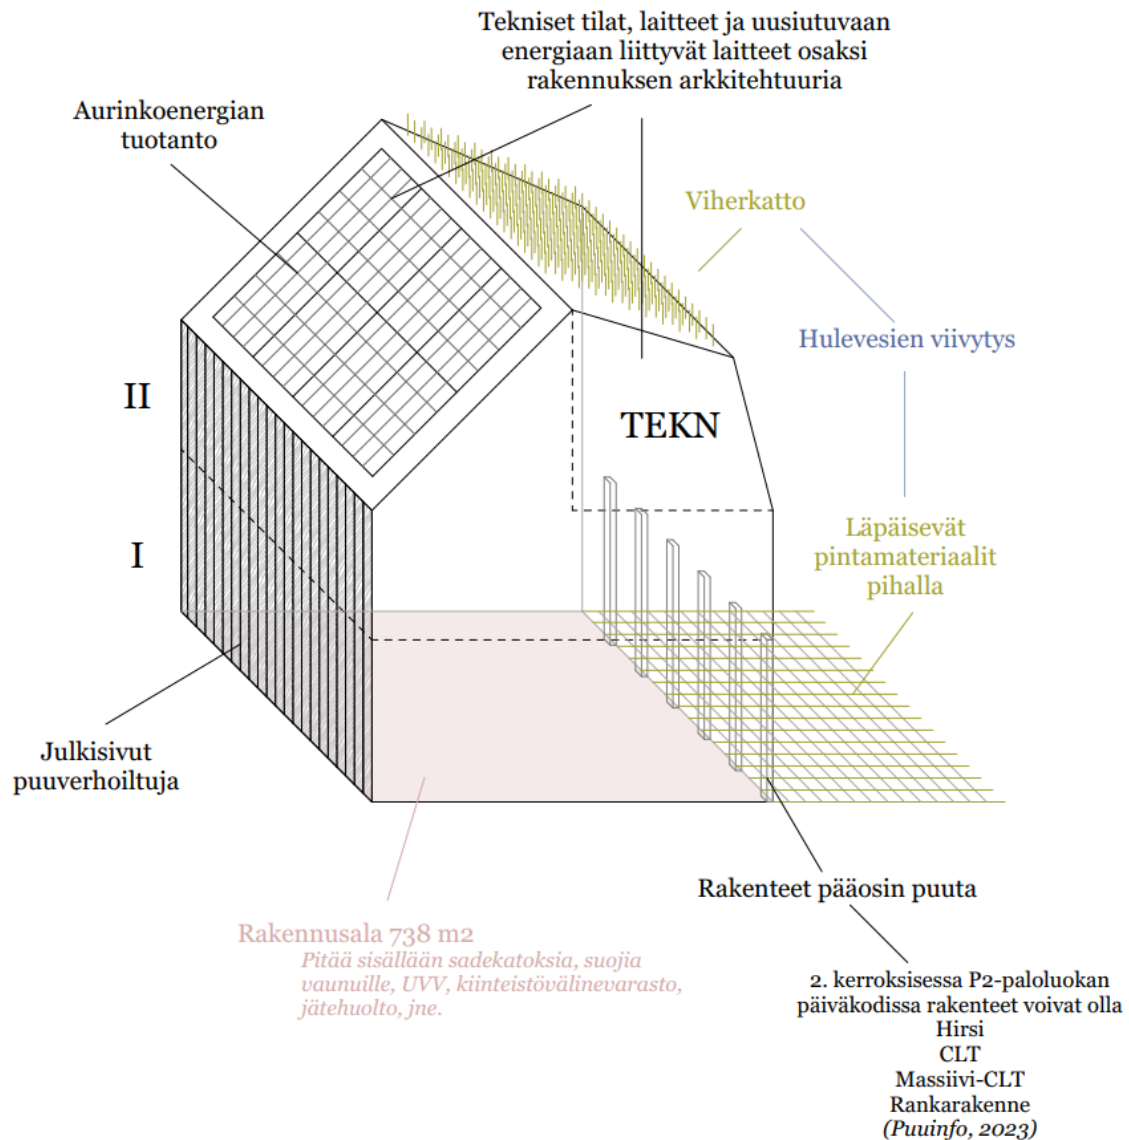 Tekniset tilat, laitteet ja uusiutuvaan
energiaan liittyvät laitteet osaksi
rakennuksen arkkitehtuuria
Aurinkoenergian
tuotanto
Viherkatto
Hulevesien viivytys
II
TEKN
I
Läpäisevät
pintamateriaalit
pihalla
Julkisivut
puuverhoiltuja
Rakenteet pääosin puuta
Rakennusala 738 m2
Pitää sisällään sadekatoksia, suojia
vaunuille, UVV, kiinteistövälinevarasto,
jätehuolto, jne.
2. kerroksisessa P2-paloluokan
päiväkodissa rakenteet voivat olla
Hirsi
CLT
Massiivi-CLT
Rankarakenne
(Puuinfo, 2023)